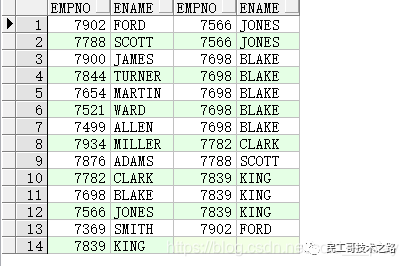 EMPNO ENAME EMPNO ENAME
1 7902 FORD 7566 JONES
2 7788 SCOTT 7566 JONES
3 7900 JAMES 7698 BLAKE
4 7844 TURNER 7698 BLAKE
5 7654 MARTIN 7698 BLAKE
6 7521 WARD 7698 BLAKE
7 7499 ALLEN 7698 BLAKE
8 7934 MILLER 7782 CLARK
9 7876 ADAMS 7788 SCOTT
10 7782 CLARK 7839 KING
11 7698 BLAKE 7839 KING
12 7566 JONES 7839 KING
13 7369 SMITH 7902 FORD
14 7839 KING
民工哥技术之路